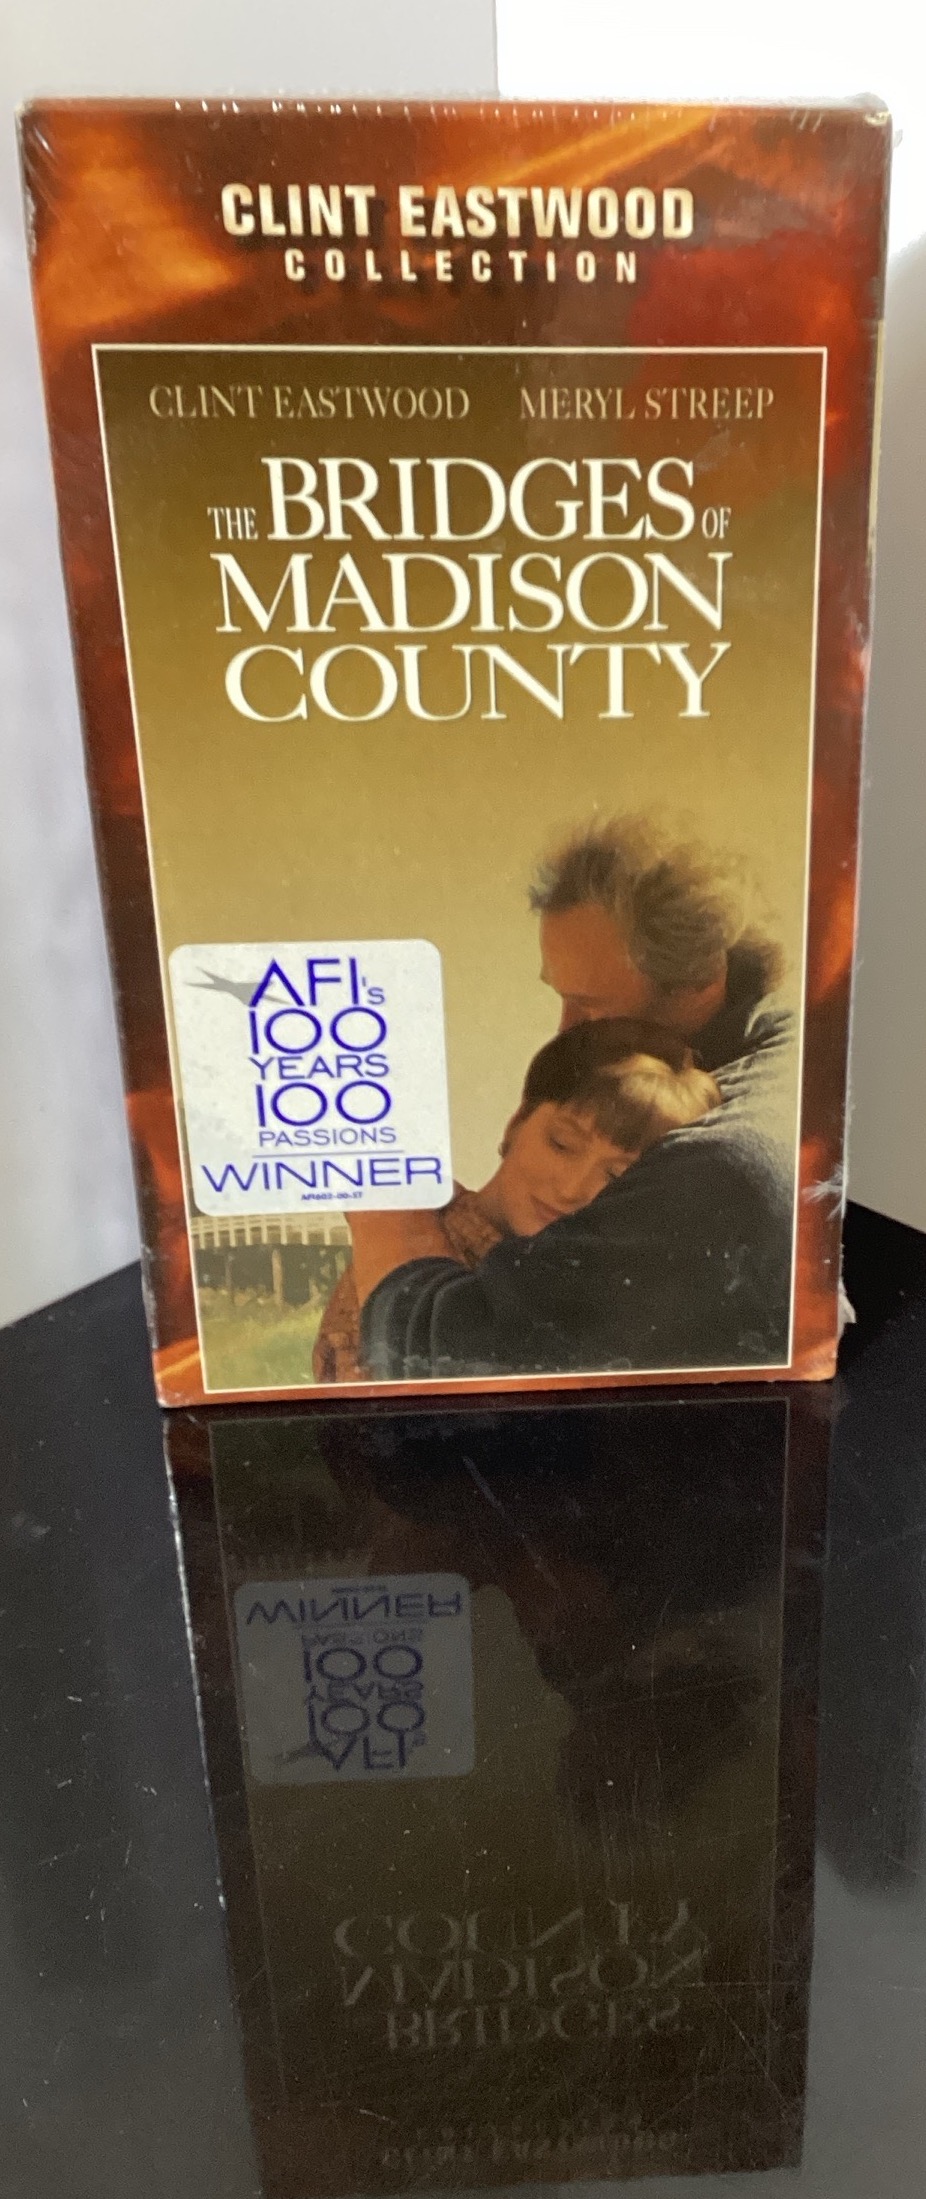 CLINT EASTWOOD
COLLECTION
CLINT EASTWOOD MERYL STREEP
THE BRIDGES OF
MADISON
COUNTY
AFI's
100
YEARS
100
PASSIONS
WINNER